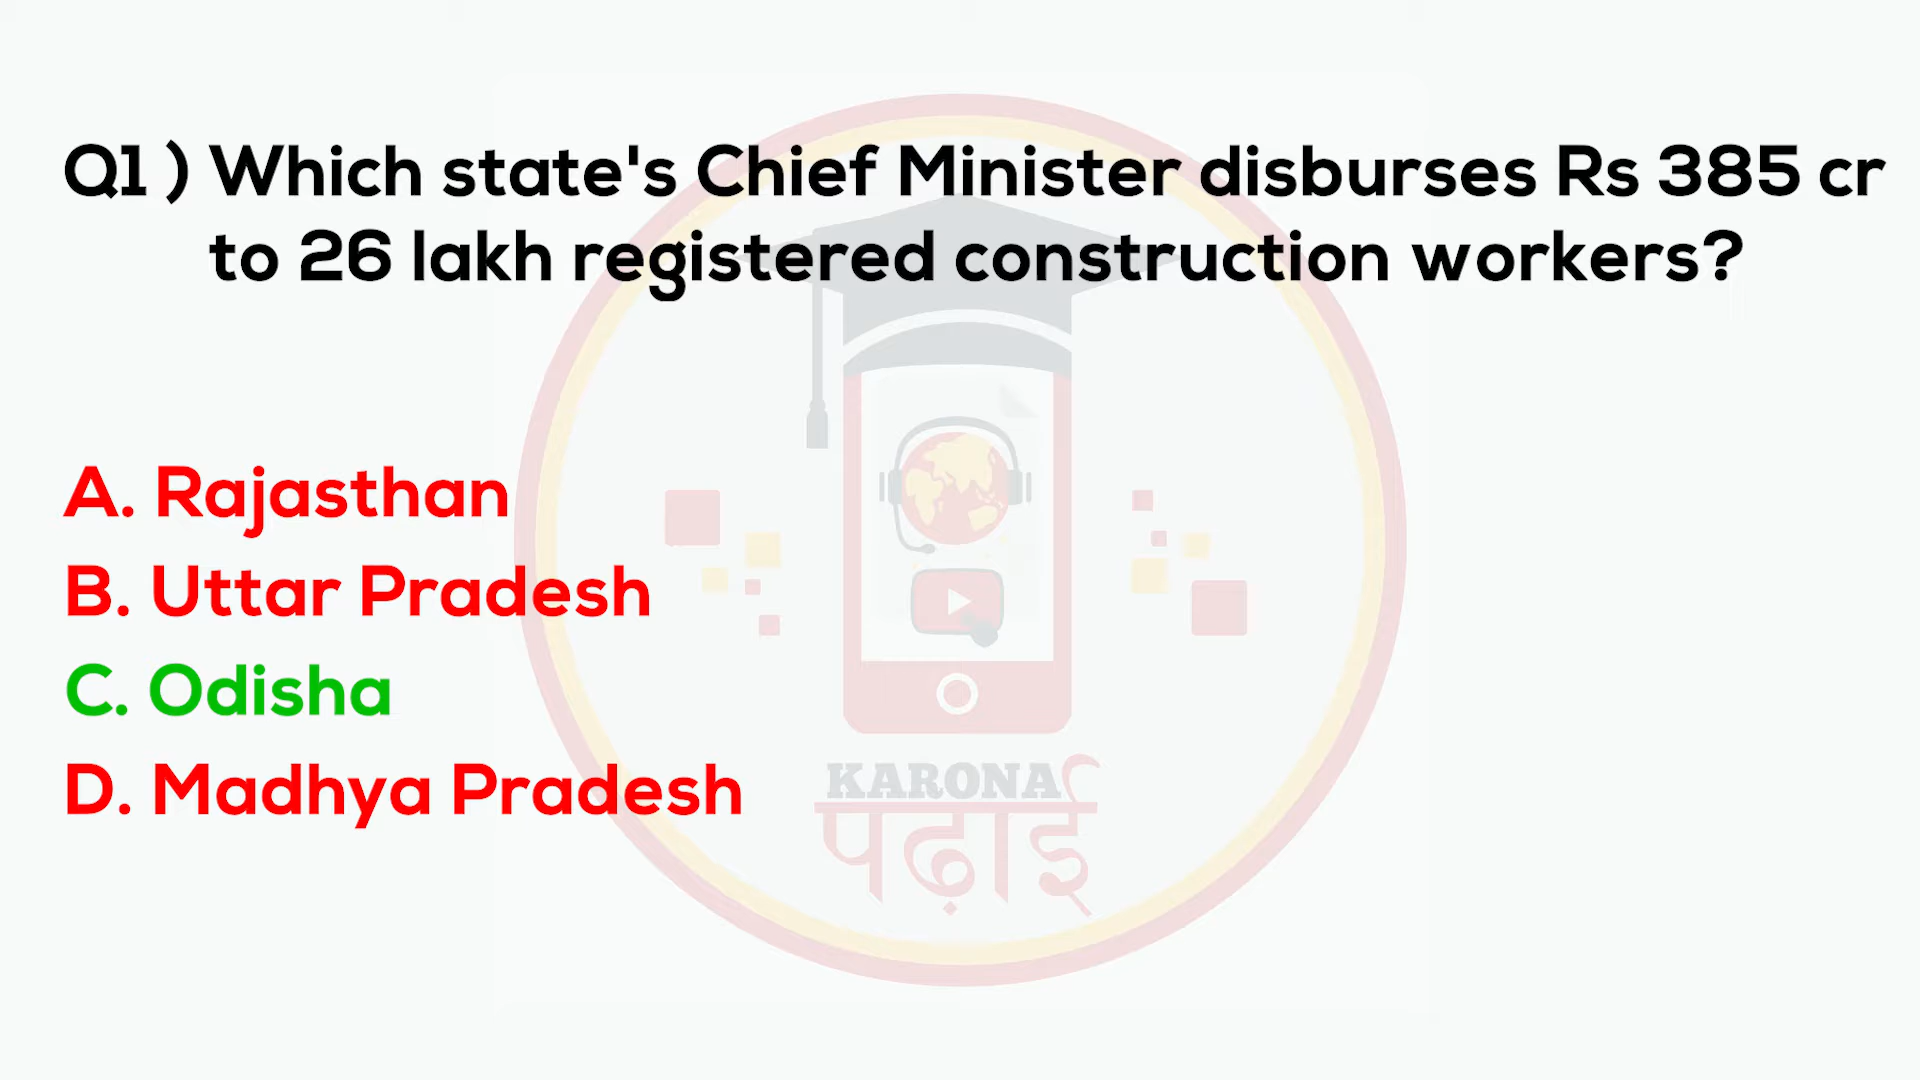 Q1 ) Which state's Chief Minister disburses Rs 385 cr
to 26 lakh registered construction workers?
A. Rajasthan
B. Uttar Pradesh
C. Odisha
D. Madhya Pradesh
KARONA
पढ़ाई